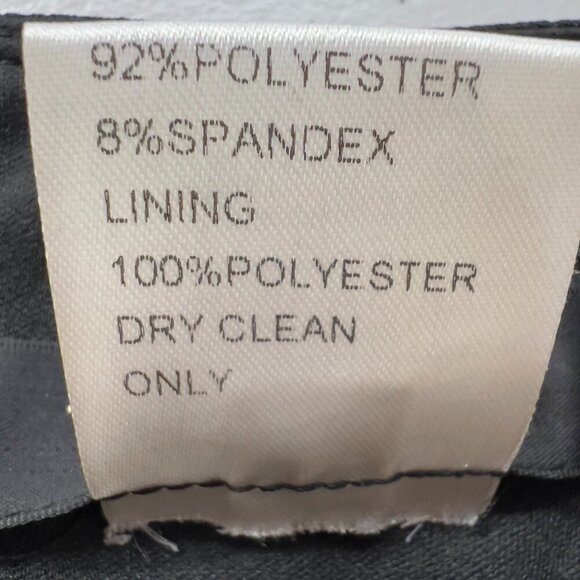 92%POLYESTER
8%SPANDEX
LINING
100%POLYESTER
DRY CLEAN
ONLY